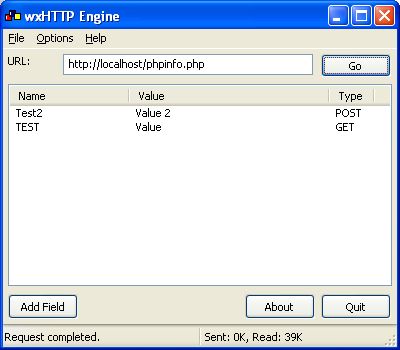 wxHTTP Engine
File Options Help
URL: http://localhost/phpinfo.php Go
Name Value Type
Test2 Value 2 POST
TEST Value GET
Add Field About Quit
Request completed. Sent: 0K, Read: 39K